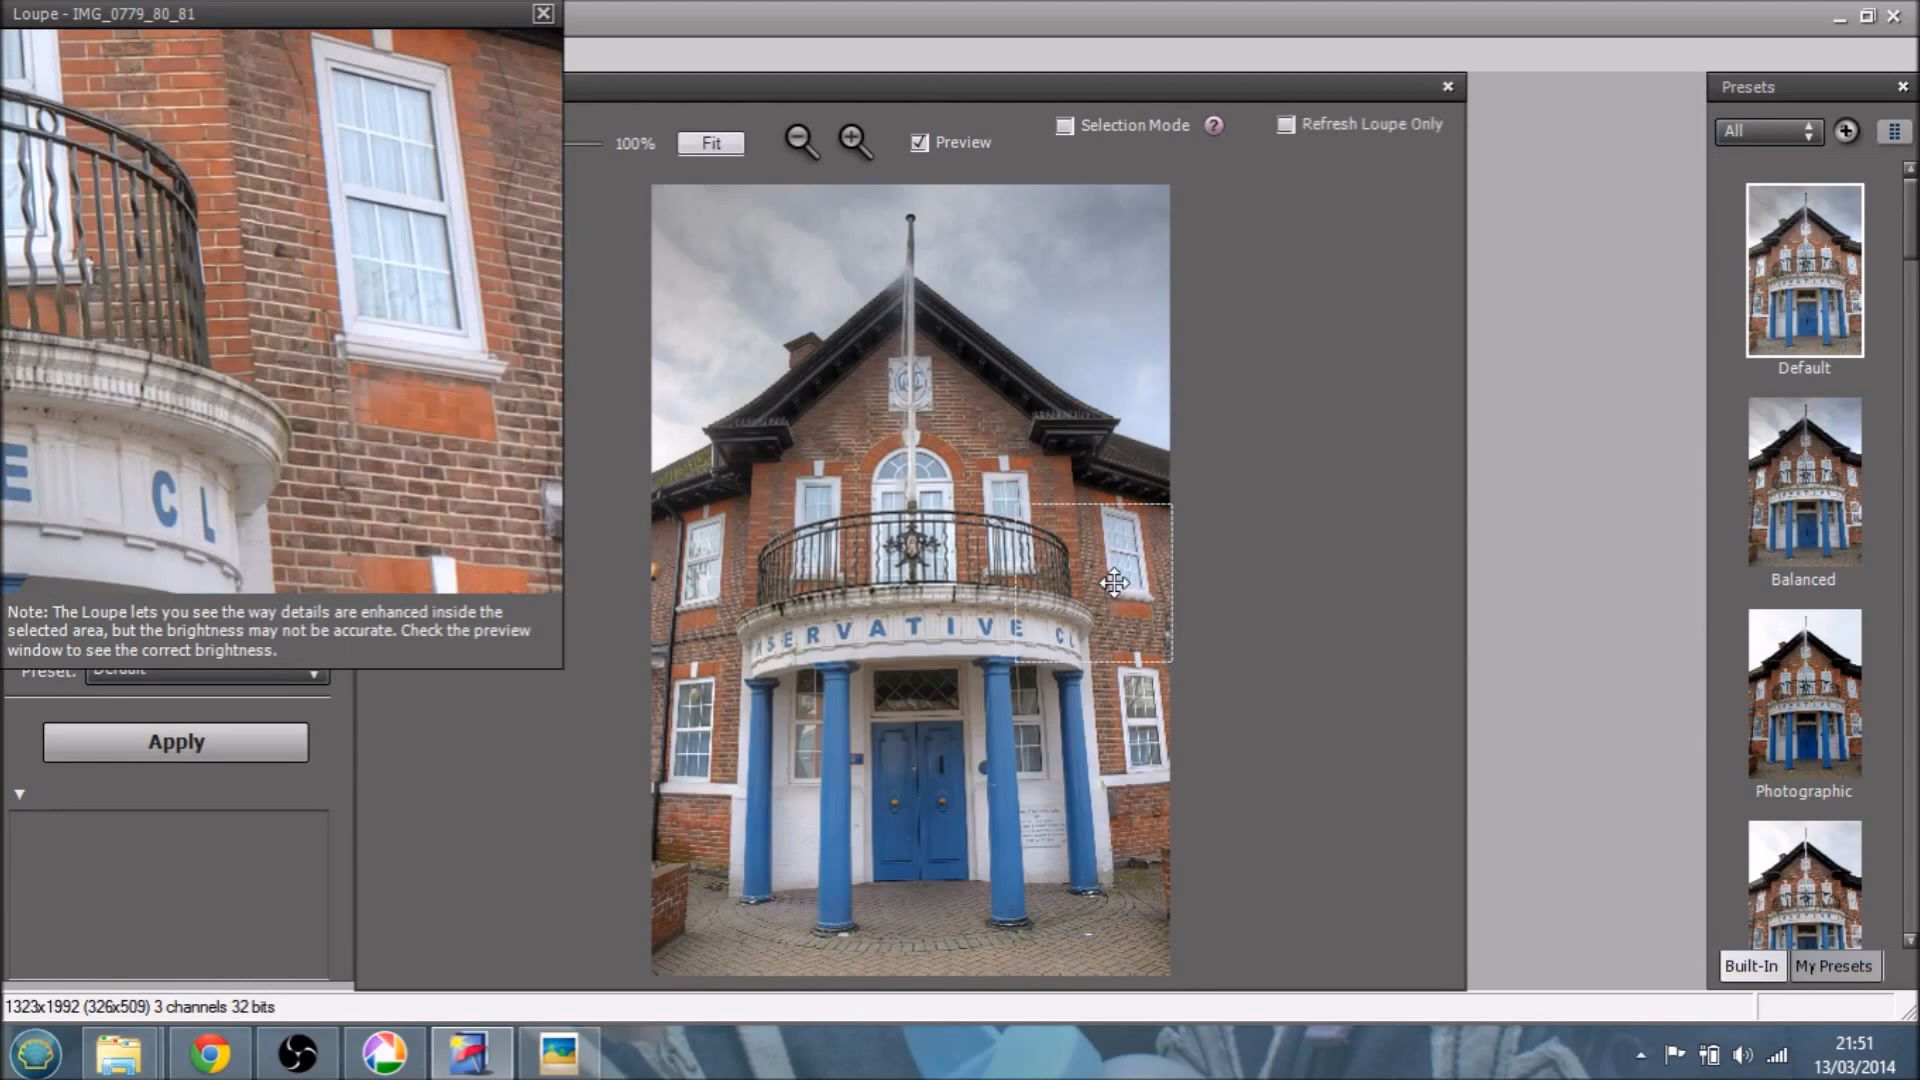 Loupe - IMG_0779_80_81
E CL
Note: The Loupe lets you see the way details are enhanced inside the
selected area, but the brightness may not be accurate. Check the preview
window to see the correct brightness.
Preset: Default
Apply
100%
Fit
Preview
Selection Mode
?
Refresh Loupe Only
SERVATIVE CL
Presets
All
Default
Balanced
Photographic
Built-In
My Presets
1323x1992 (326x509) 3 channels 32 bits
21:51
13/03/2014